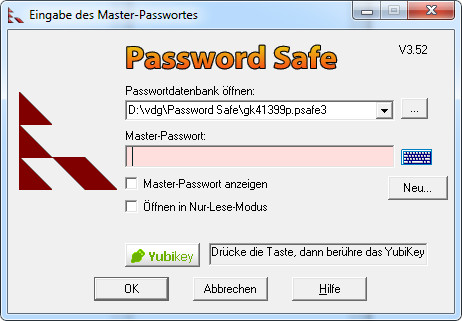 Eingabe des Master-Passwortes
Password Safe
V3.52
Passwortdatenbank öffnen:
D:\vdg\Password Safe\gk41399p.psafe3
...
Master-Passwort:
Master-Passwort anzeigen
Neu...
Öffnen in Nur-Lese-Modus
Yubikey
Drücke die Taste, dann berühre das YubiKey
OK
Abbrechen
Hilfe